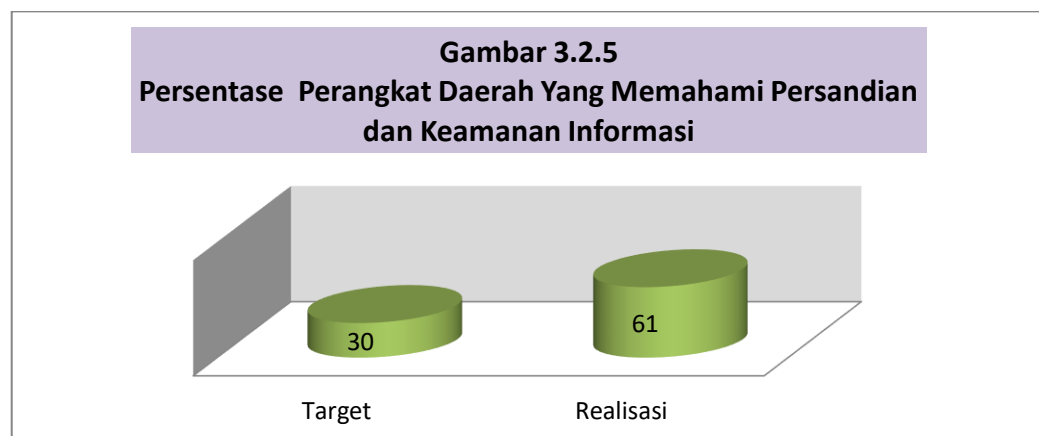 Gambar 3.2.5
Persentase Perangkat Daerah Yang Memahami Persandian
dan Keamanan Informasi
30
61
Target
Realisasi